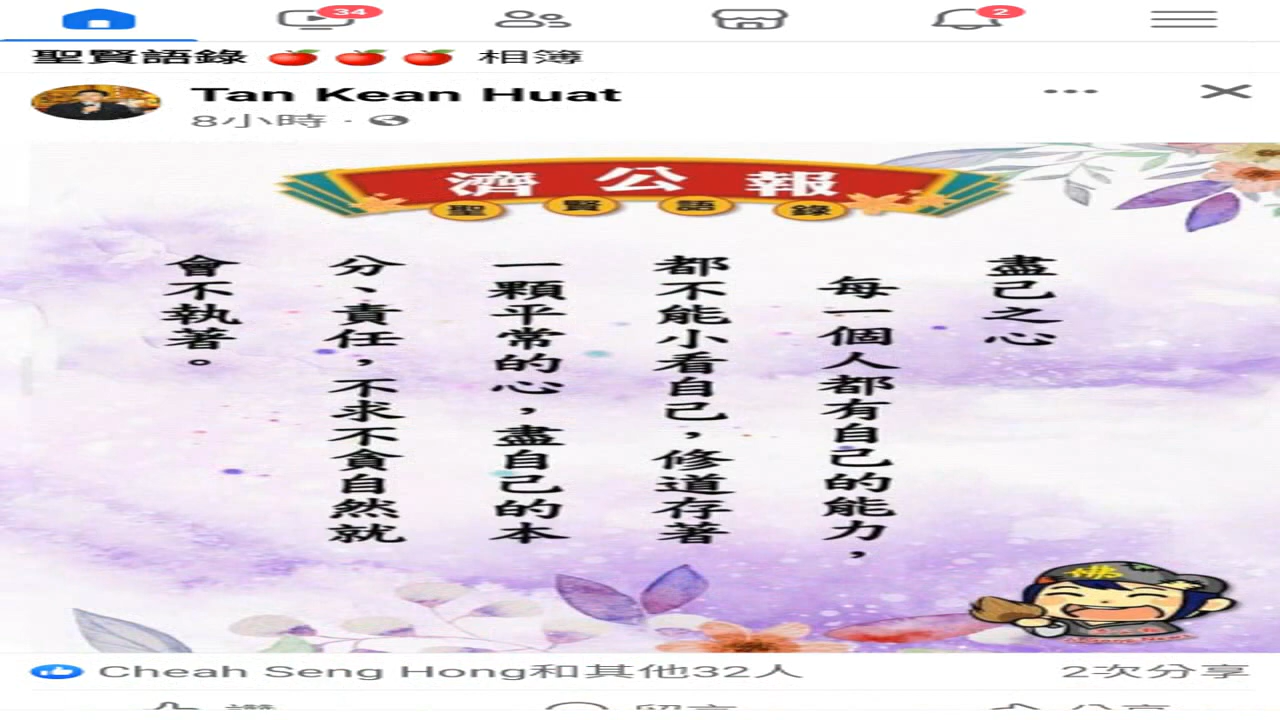 34
2
聖賢語錄 🍎 🍎 🍎 相簿
Tan Kean Huat
8小時 ·
濟公報
聖賢語錄
盡己之心
每一個人都有自己的能力，
都不能小看自己，修道存著
一顆平常的心，盡自己的本
分、責任，不求不貪自然就
會不執著。
佛
Cheah Seng Hong和其他32人
2次分享